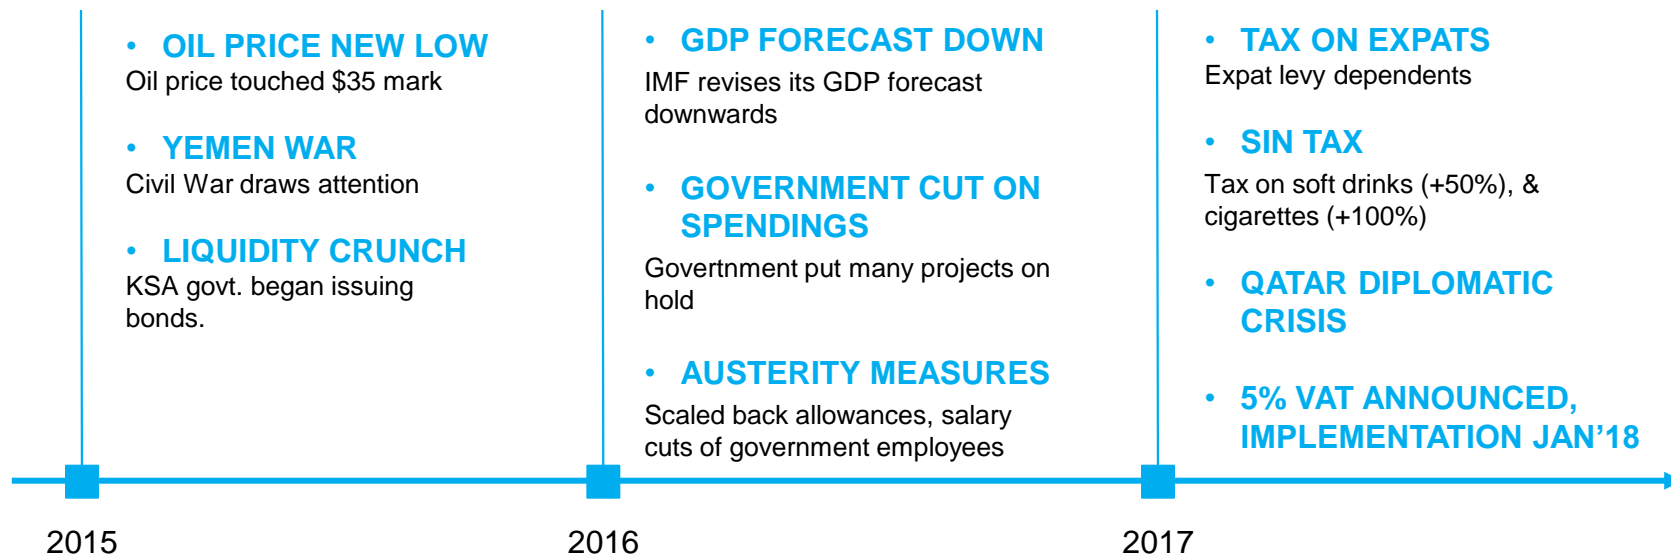 • OIL PRICE NEW LOW
Oil price touched $35 mark
• YEMEN WAR
Civil War draws attention
• LIQUIDITY CRUNCH
KSA govt. began issuing
bonds.
• GDP FORECAST DOWN
IMF revises its GDP forecast
downwards
• GOVERNMENT CUT ON
SPENDINGS
Govertnment put many projects on
hold
• AUSTERITY MEASURES
Scaled back allowances, salary
cuts of government employees
• TAX ON EXPATS
Expat levy dependents
• SIN TAX
Tax on soft drinks (+50%), &
cigarettes (+100%)
• QATAR DIPLOMATIC
CRISIS
• 5% VAT ANNOUNCED,
IMPLEMENTATION JAN'18
2015
2016
2017